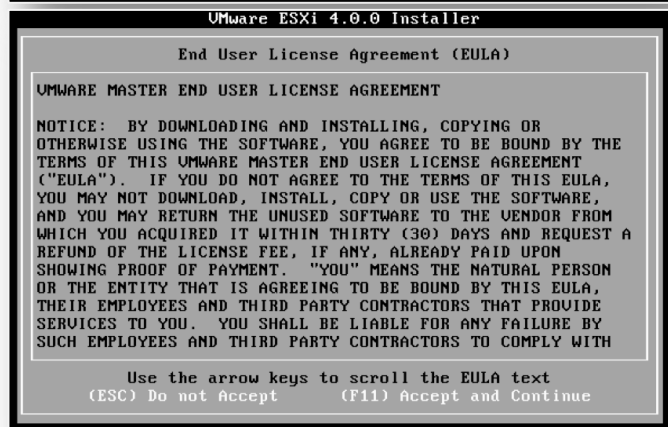 VMware ESXi 4.0.0 Installer
End User License Agreement (EULA)
VMWARE MASTER END USER LICENSE AGREEMENT
NOTICE: BY DOWNLOADING AND INSTALLING, COPYING OR
OTHERWISE USING THE SOFTWARE, YOU AGREE TO BE BOUND BY THE
TERMS OF THIS VMWARE MASTER END USER LICENSE AGREEMENT
("EULA"). IF YOU DO NOT AGREE TO THE TERMS OF THIS EULA,
YOU MAY NOT DOWNLOAD, INSTALL, COPY OR USE THE SOFTWARE,
AND YOU MAY RETURN THE UNUSED SOFTWARE TO THE VENDOR FROM
WHICH YOU ACQUIRED IT WITHIN THIRTY (30) DAYS AND REQUEST A
REFUND OF THE LICENSE FEE, IF ANY, ALREADY PAID UPON
SHOWING PROOF OF PAYMENT. "YOU" MEANS THE NATURAL PERSON
OR THE ENTITY THAT IS AGREEING TO BE BOUND BY THIS EULA,
THEIR EMPLOYEES AND THIRD PARTY CONTRACTORS THAT PROVIDE
SERVICES TO YOU. YOU SHALL BE LIABLE FOR ANY FAILURE BY
SUCH EMPLOYEES AND THIRD PARTY CONTRACTORS TO COMPLY WITH
Use the arrow keys to scroll the EULA text
(ESC) Do not Accept (F11) Accept and Continue